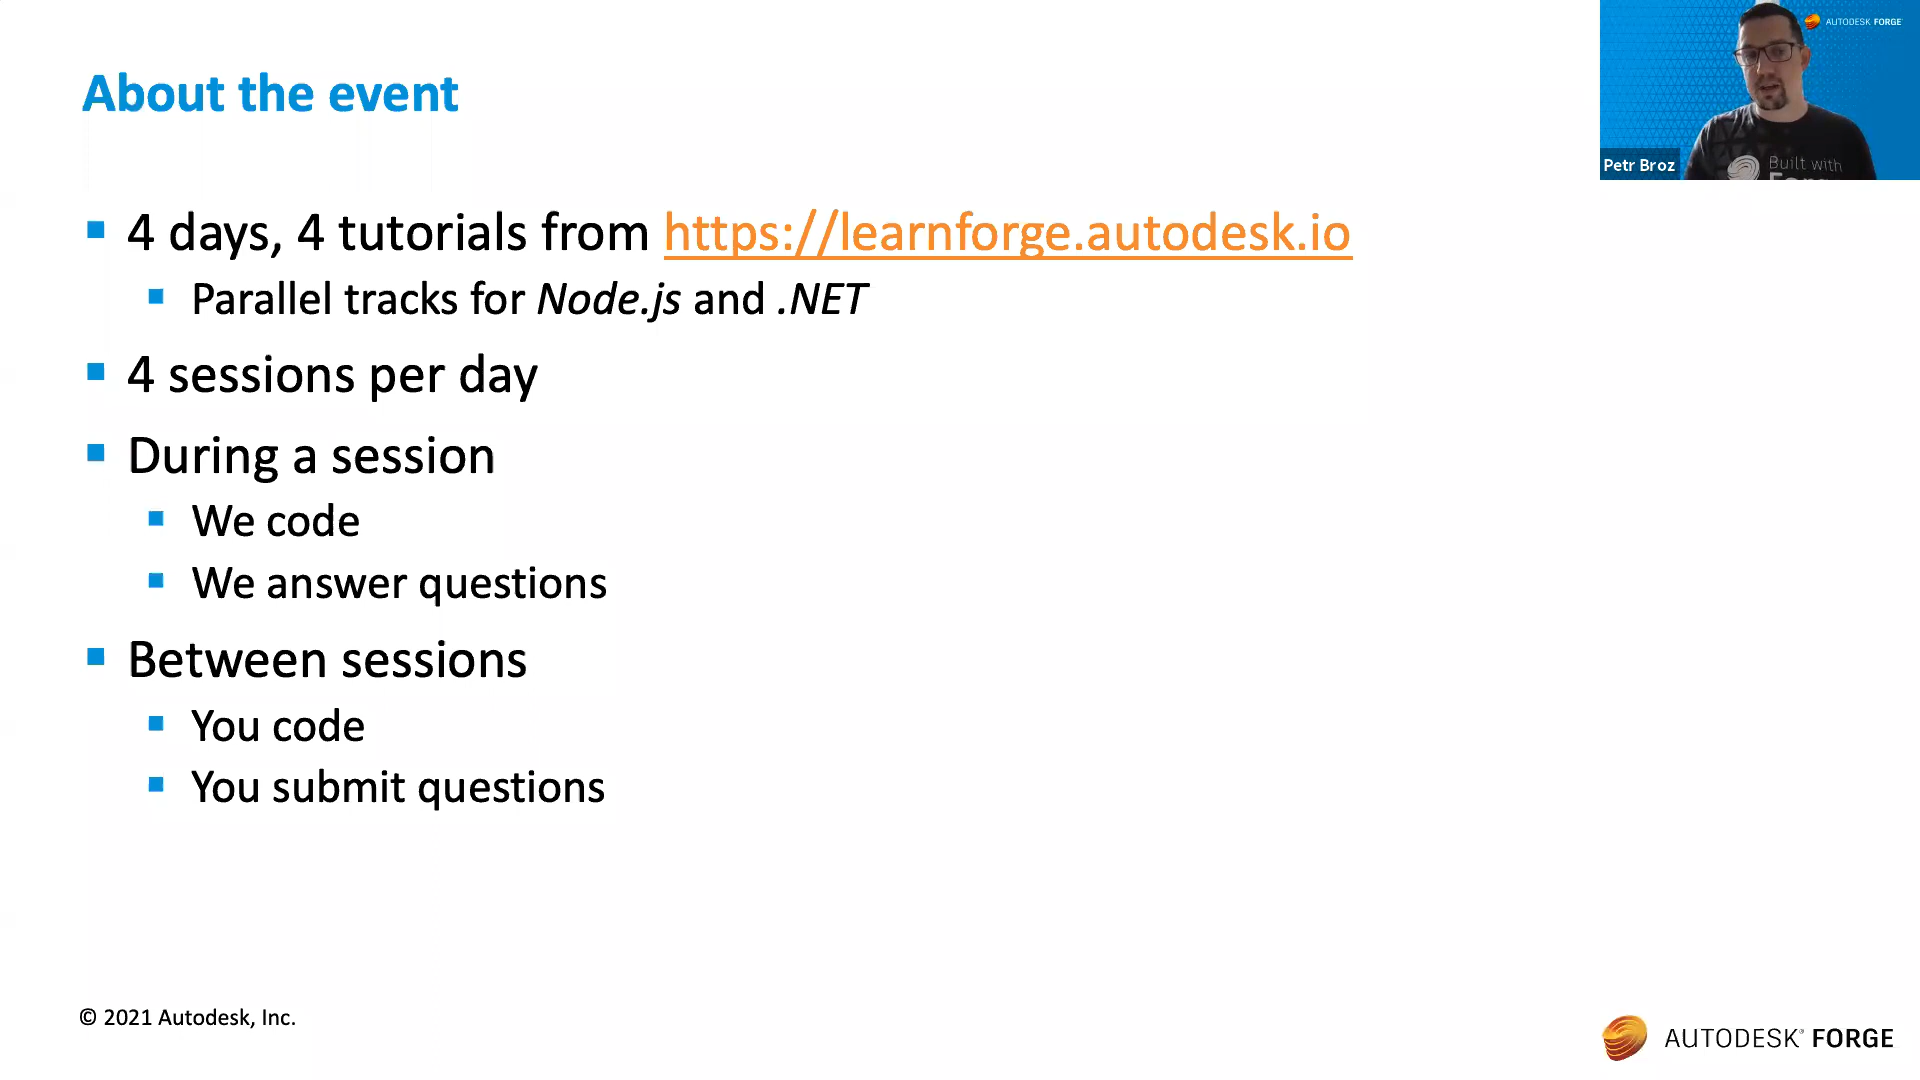 About the event
4 days, 4 tutorials from https://learnforge.autodesk.io
Parallel tracks for Node.js and .NET
4 sessions per day
During a session
We code
We answer questions
Between sessions
You code
You submit questions
© 2021 Autodesk, Inc.
AUTODESK® FORGE
AUTODESK FORGE
Petr Broz
Built with